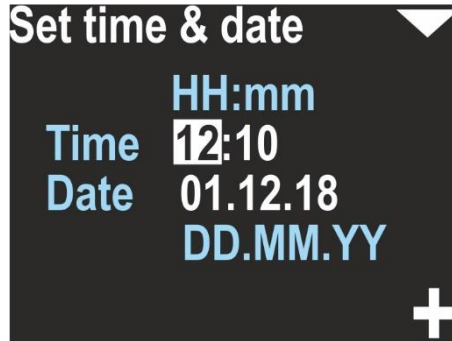 Set time & date
HH:mm
Time 12:10
Date 01.12.18
DD.MM.YY
+